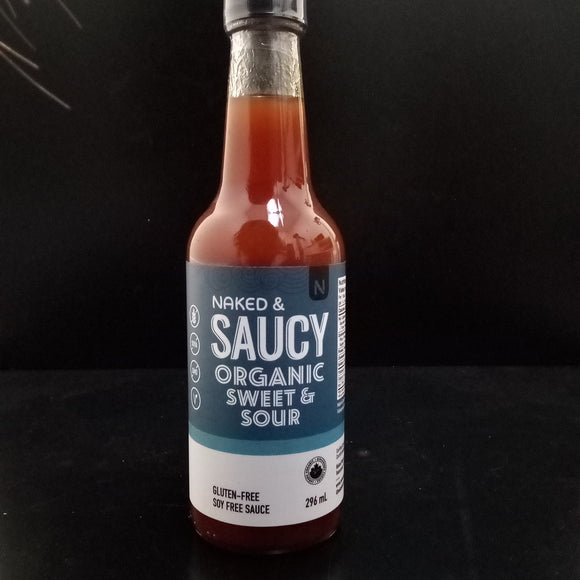 N
NAKED &
SAUCY
ORGANIC
SWEET &
SOUR
GLUTEN-FREE
SOY FREE SAUCE
296 mL